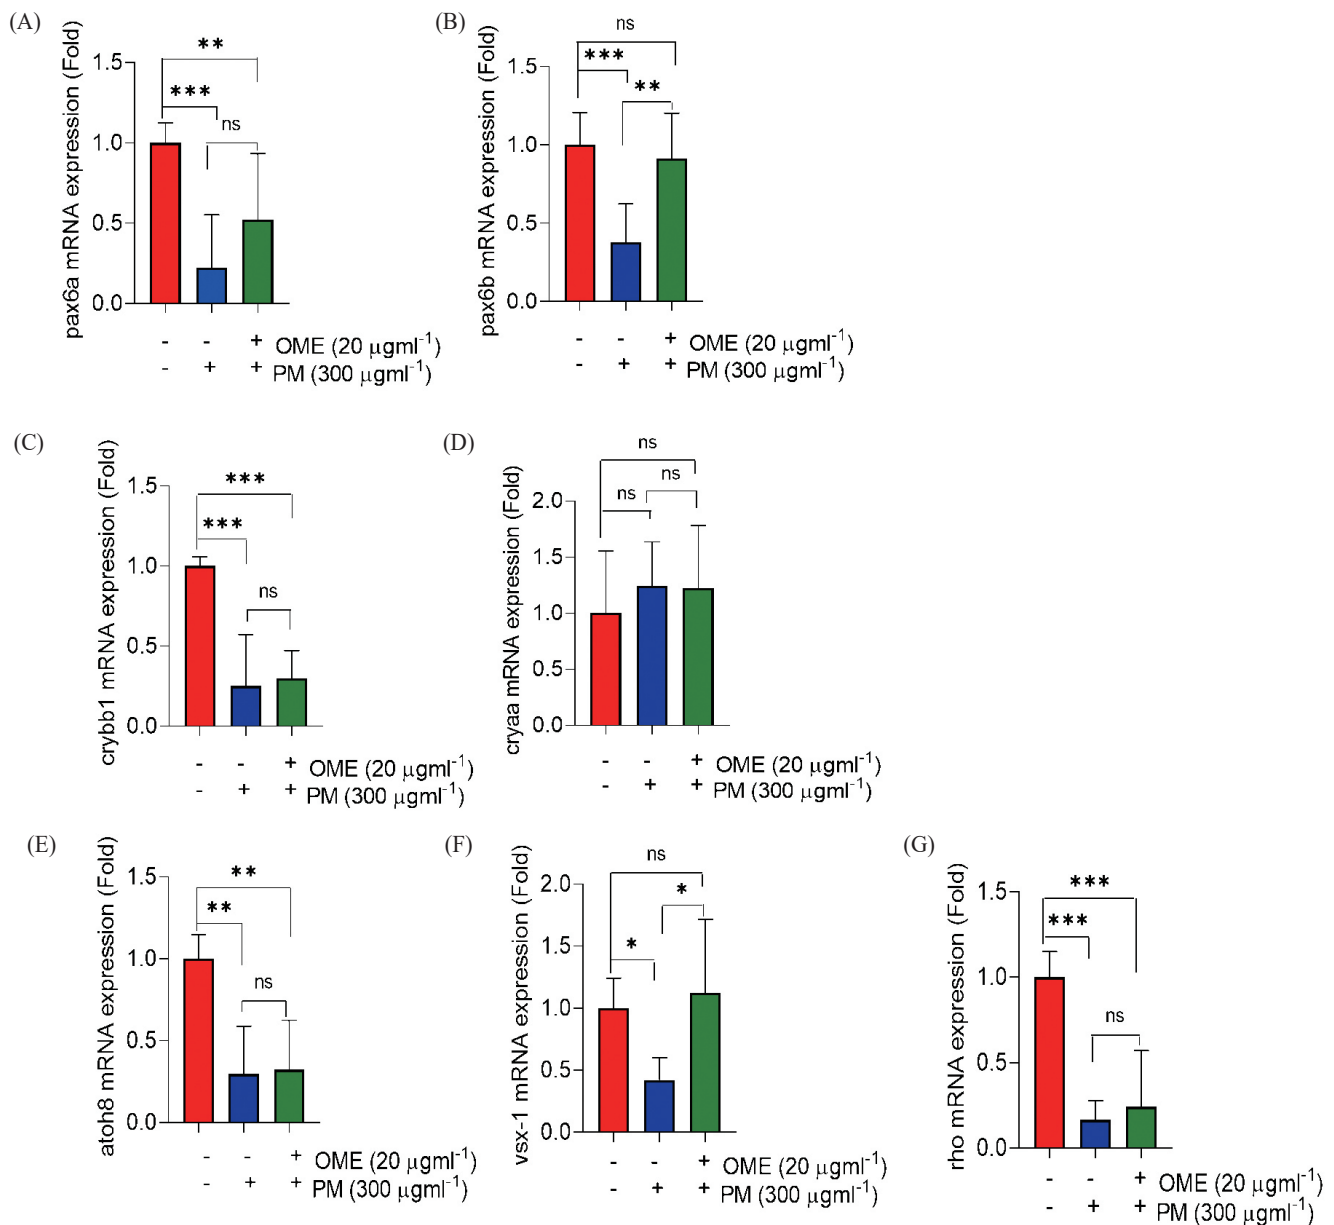 (A)
pax6a mRNA expression (Fold)
1.5
1.0
0.5
0.0
**
***
ns
- - + OME (20 µgml-1)
- + + PM (300 µgml-1)
(B)
pax6b mRNA expression (Fold)
1.5
1.0
0.5
0.0
ns
***
**
- - + OME (20 µgml-1)
- + + PM (300 µgml-1)
(C)
crybb1 mRNA expression (Fold)
1.5
1.0
0.5
0.0
***
***
ns
- - + OME (20 µgml-1)
- + + PM (300 µgml-1)
(D)
cryaa mRNA expression (Fold)
2.0
1.5
1.0
0.5
0.0
ns
ns
ns
- - + OME (20 µgml-1)
- + + PM (300 µgml-1)
(E)
atoh8 mRNA expression (Fold)
1.5
1.0
0.5
0.0
**
**
ns
- - + OME (20 µgml-1)
- + + PM (300 µgml-1)
(F)
vsx-1 mRNA expression (Fold)
2.0
1.5
1.0
0.5
0.0
ns
*
*
- - + OME (20 µgml-1)
- + + PM (300 µgml-1)
(G)
rho mRNA expression (Fold)
1.5
1.0
0.5
0.0
***
***
ns
- - + OME (20 µgml-1)
- + + PM (300 µgml-1)